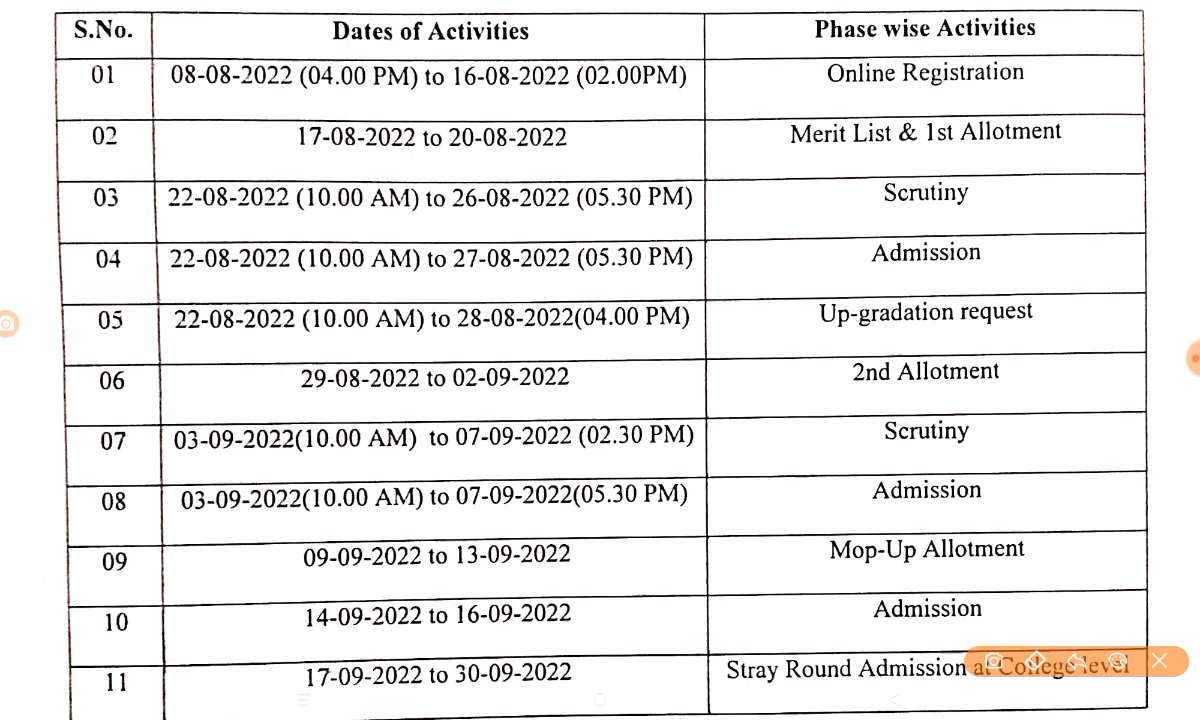 S.No. Dates of Activities Phase wise Activities
01 08-08-2022 (04.00 PM) to 16-08-2022 (02.00PM) Online Registration
02 17-08-2022 to 20-08-2022 Merit List & 1st Allotment
03 22-08-2022 (10.00 AM) to 26-08-2022 (05.30 PM) Scrutiny
04 22-08-2022 (10.00 AM) to 27-08-2022 (05.30 PM) Admission
05 22-08-2022 (10.00 AM) to 28-08-2022(04.00 PM) Up-gradation request
06 29-08-2022 to 02-09-2022 2nd Allotment
07 03-09-2022(10.00 AM) to 07-09-2022 (02.30 PM) Scrutiny
08 03-09-2022(10.00 AM) to 07-09-2022(05.30 PM) Admission
09 09-09-2022 to 13-09-2022 Mop-Up Allotment
10 14-09-2022 to 16-09-2022 Admission
11 17-09-2022 to 30-09-2022 Stray Round Admission at College level